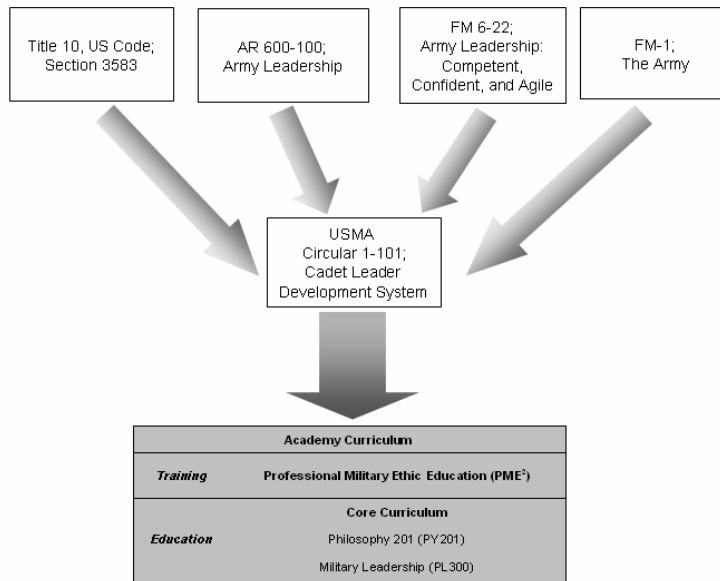 Title 10, US Code;
Section 3583
AR 600-100;
Army Leadership
FM 6-22;
Army Leadership:
Competent,
Confident, and Agile
FM-1;
The Army
USMA
Circular 1-101;
Cadet Leader
Development System
Academy Curriculum
Training Professional Military Ethic Education (PME²)
Core Curriculum
Education Philosophy 201 (PY201)
Military Leadership (PL300)